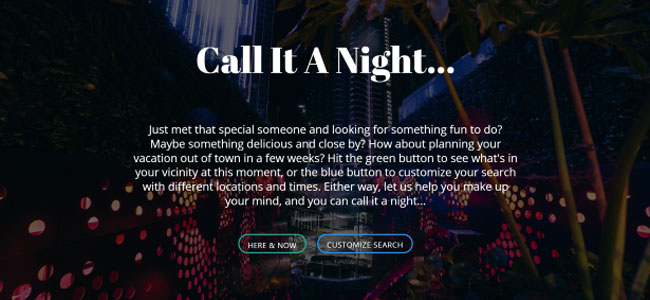 Call It A Night...
Just met that special someone and looking for something fun to do?
Maybe something delicious and close by? How about planning your
vacation out of town in a few weeks? Hit the green button to see what's in
your vicinity at this moment, or the blue button to customize your search
with different locations and times. Either way, let us help you make up
your mind, and you can call it a night...
HERE & NOW
CUSTOMIZE SEARCH